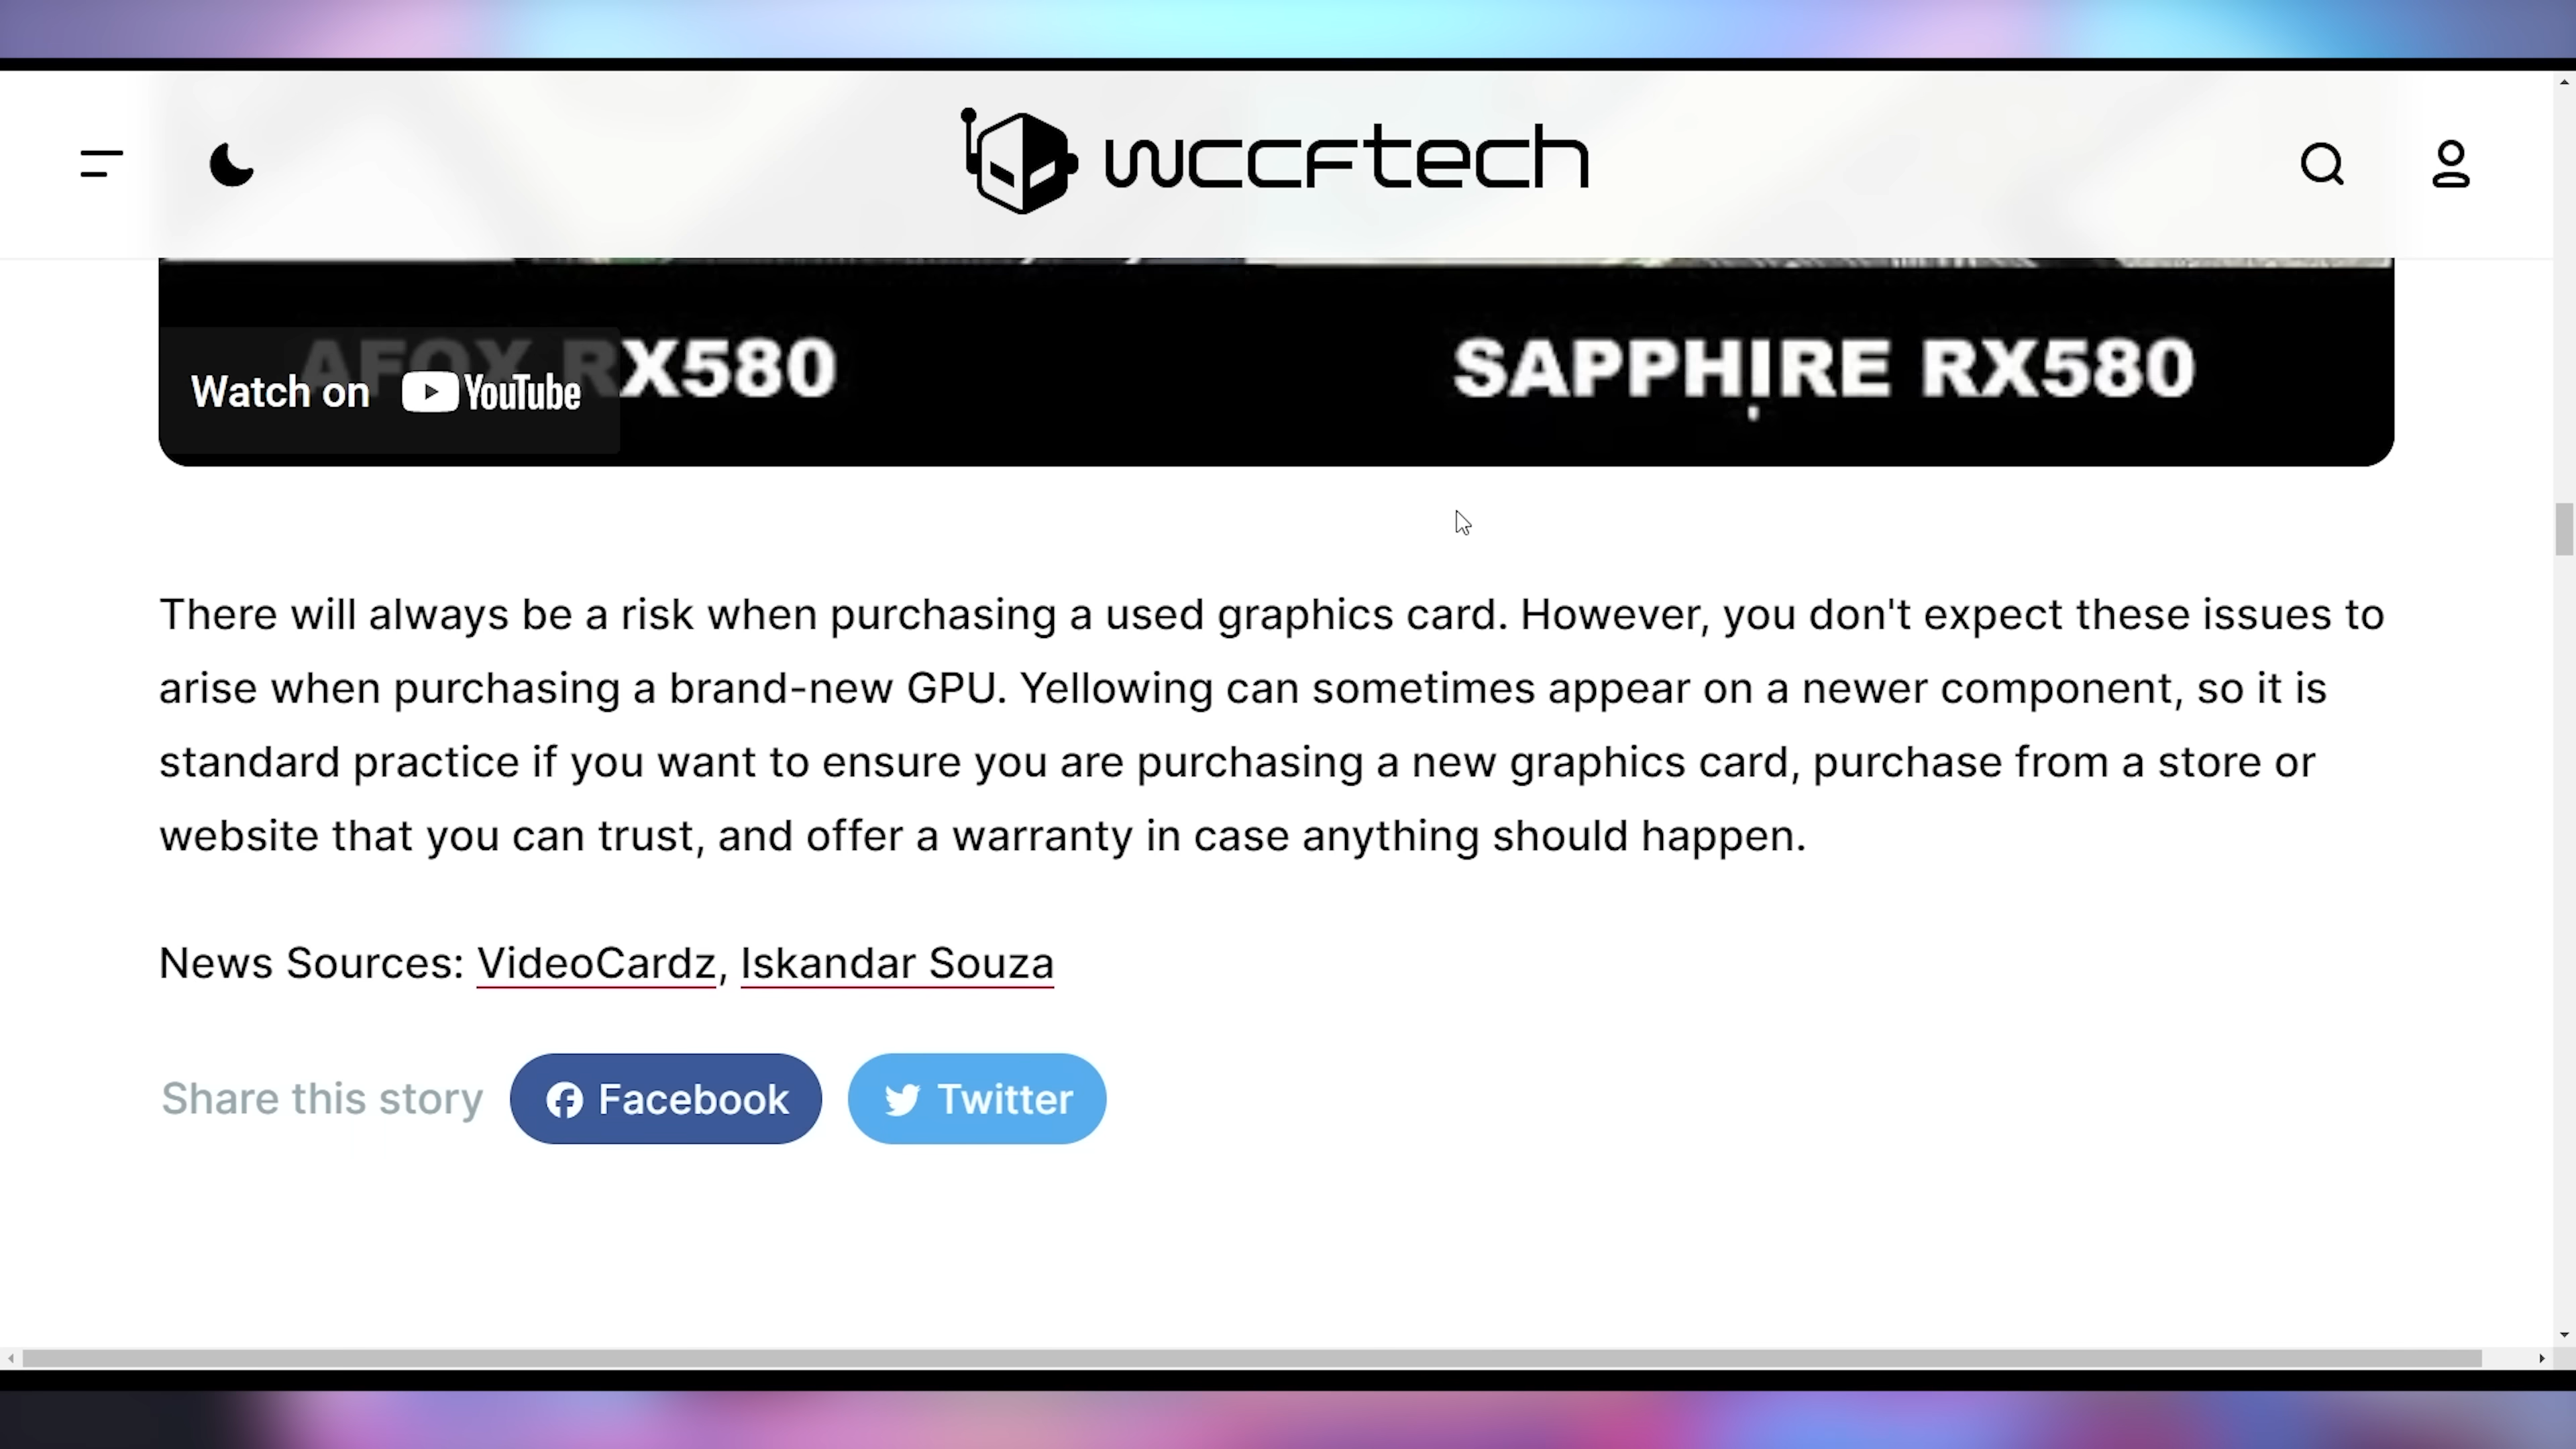 wccftech
AFOX RX580
SAPPHIRE RX580
Watch on YouTube
There will always be a risk when purchasing a used graphics card. However, you don't expect these issues to
arise when purchasing a brand-new GPU. Yellowing can sometimes appear on a newer component, so it is
standard practice if you want to ensure you are purchasing a new graphics card, purchase from a store or
website that you can trust, and offer a warranty in case anything should happen.
News Sources: VideoCardz, Iskandar Souza
Share this story
Facebook
Twitter